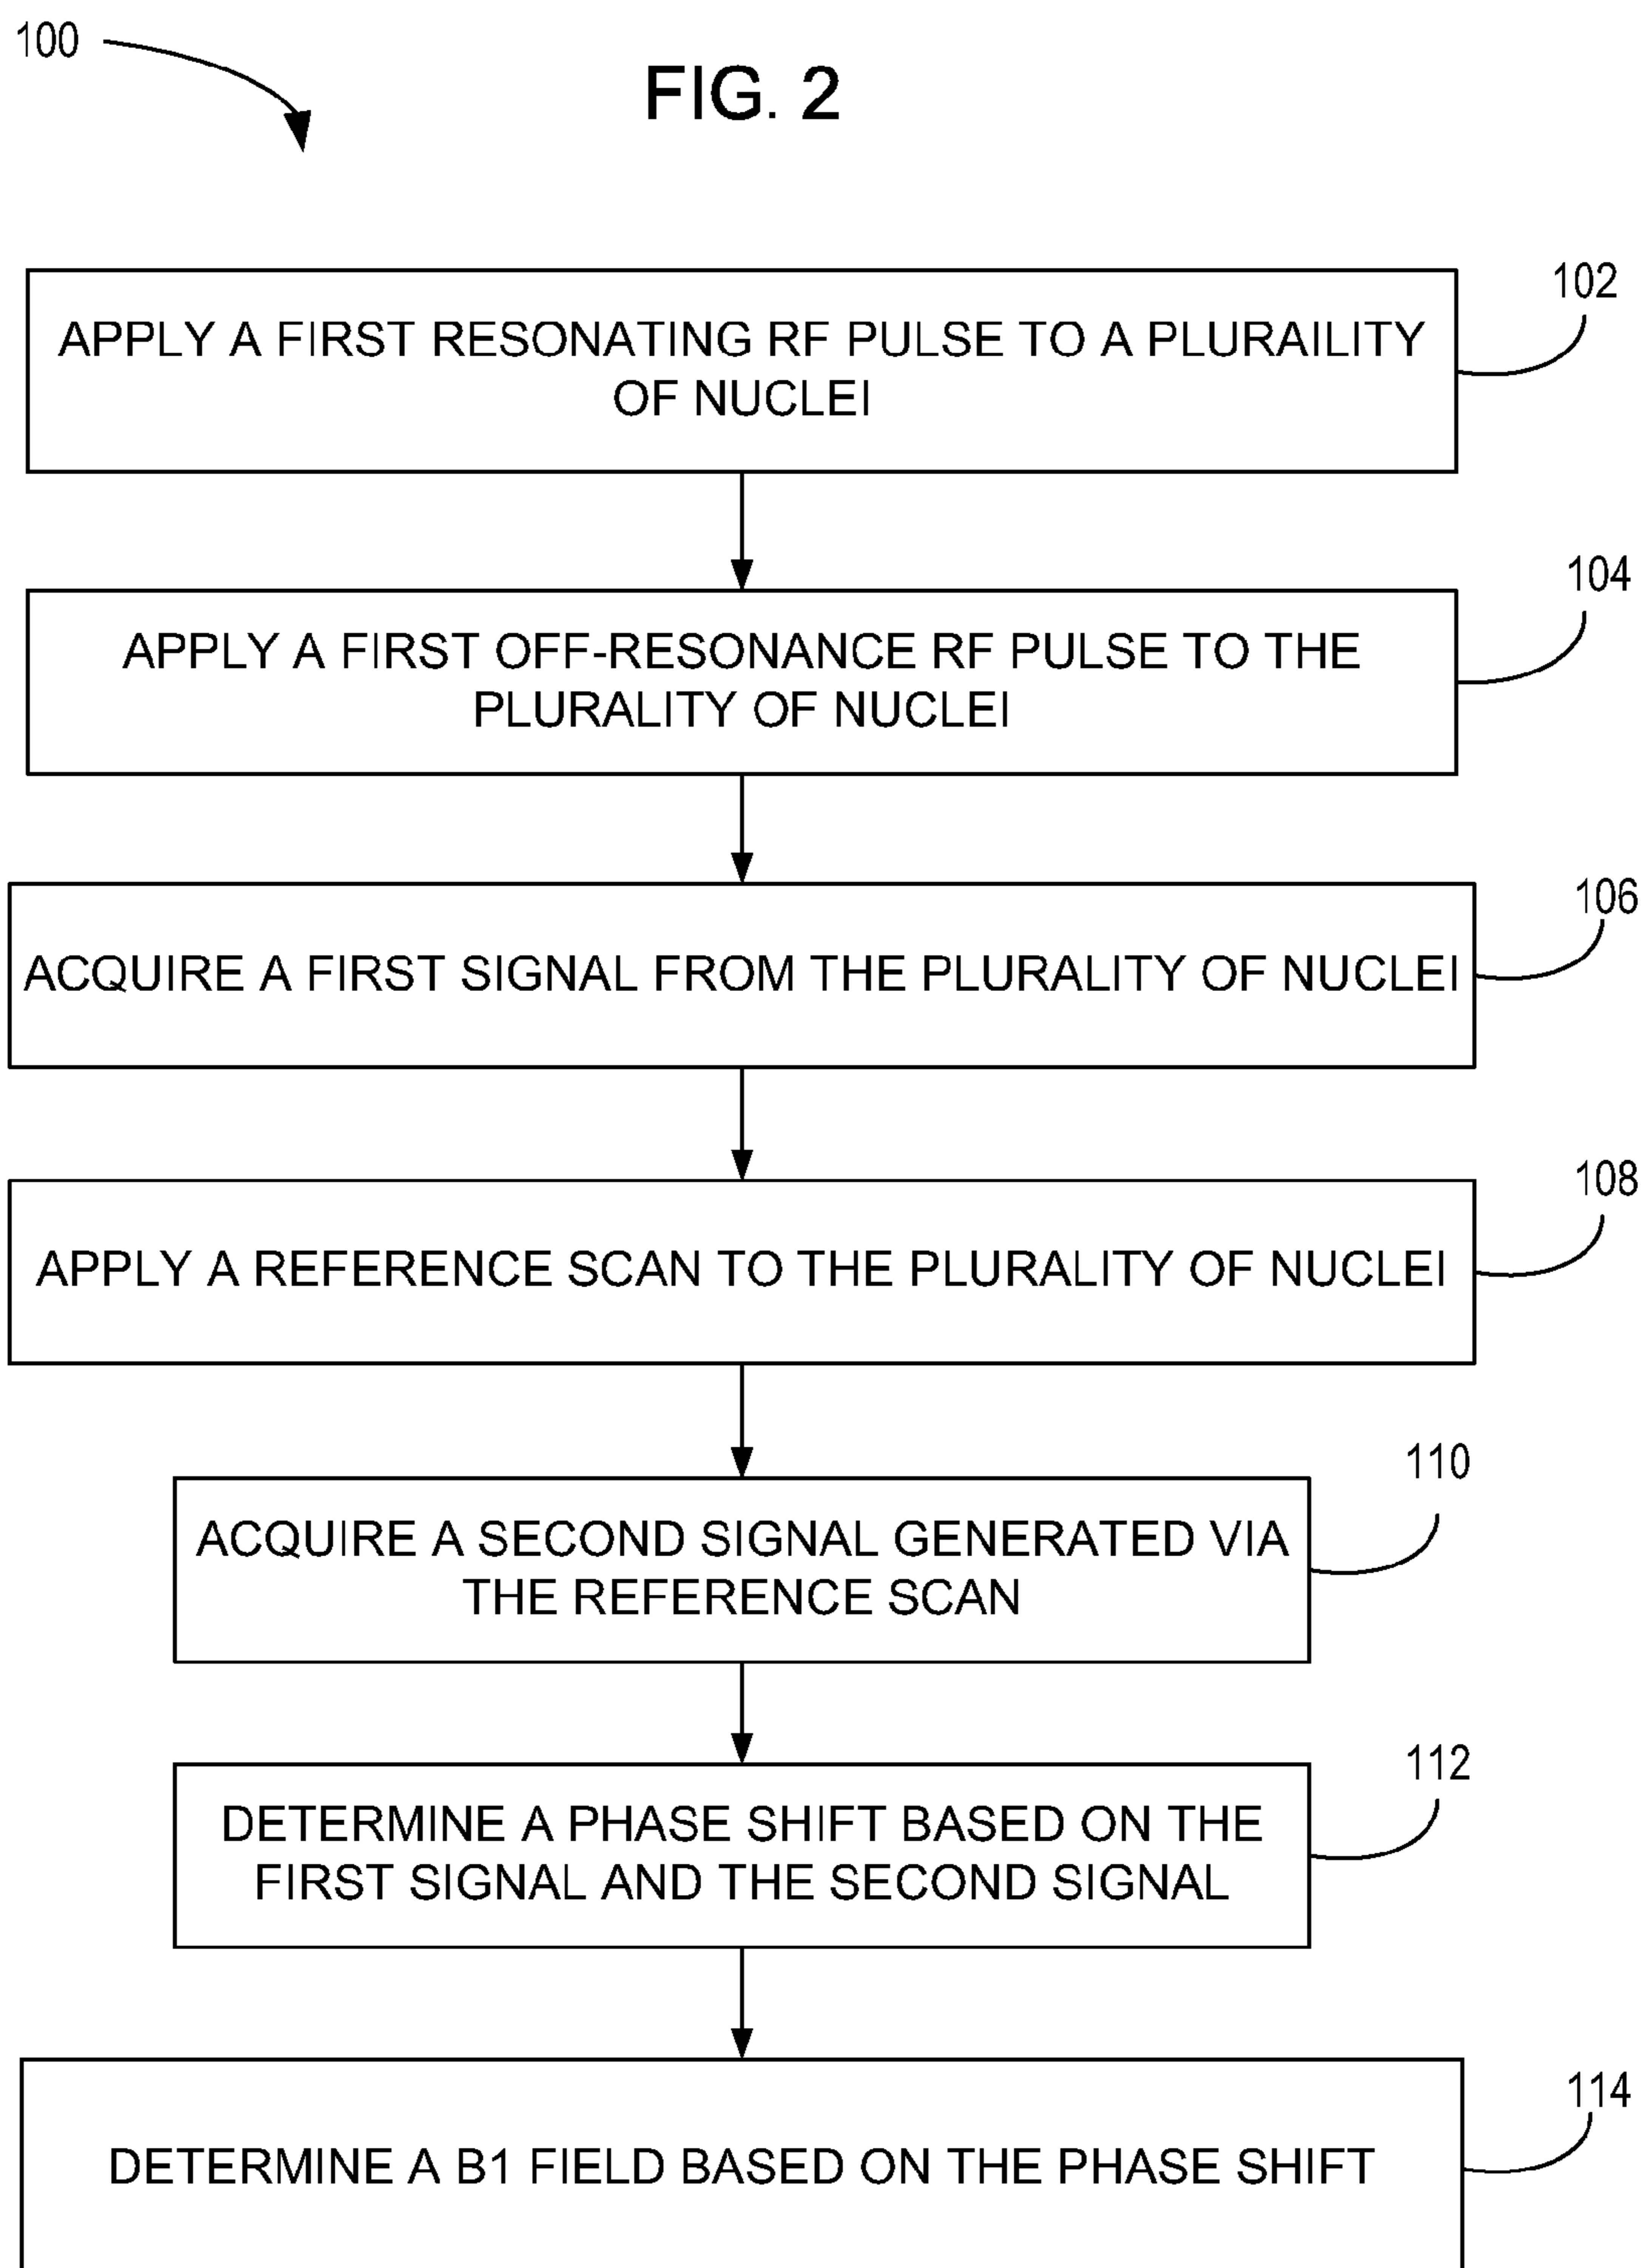 100
FIG. 2
102
APPLY A FIRST RESONATING RF PULSE TO A PLURAILITY
OF NUCLEI
104
APPLY A FIRST OFF-RESONANCE RF PULSE TO THE
PLURALITY OF NUCLEI
106
ACQUIRE A FIRST SIGNAL FROM THE PLURALITY OF NUCLEI
108
APPLY A REFERENCE SCAN TO THE PLURALITY OF NUCLEI
110
ACQUIRE A SECOND SIGNAL GENERATED VIA
THE REFERENCE SCAN
112
DETERMINE A PHASE SHIFT BASED ON THE
FIRST SIGNAL AND THE SECOND SIGNAL
114
DETERMINE A B1 FIELD BASED ON THE PHASE SHIFT